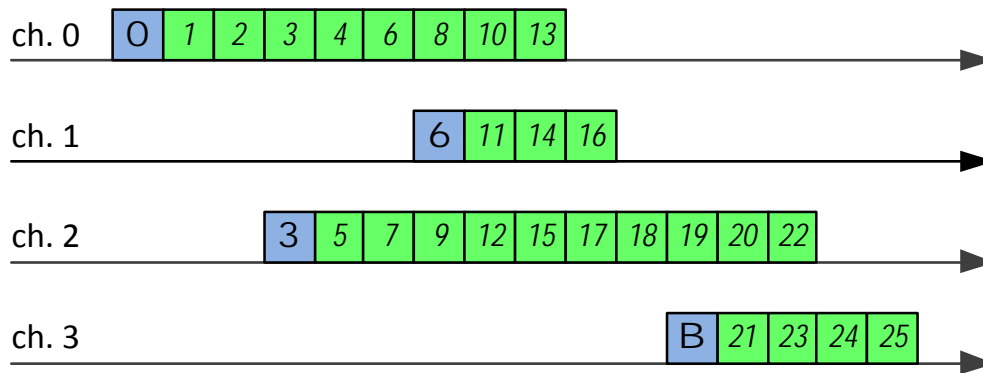 ch. 0 0 1 2 3 4 6 8 10 13
ch. 1 6 11 14 16
ch. 2 3 5 7 9 12 15 17 18 19 20 22
ch. 3 B 21 23 24 25